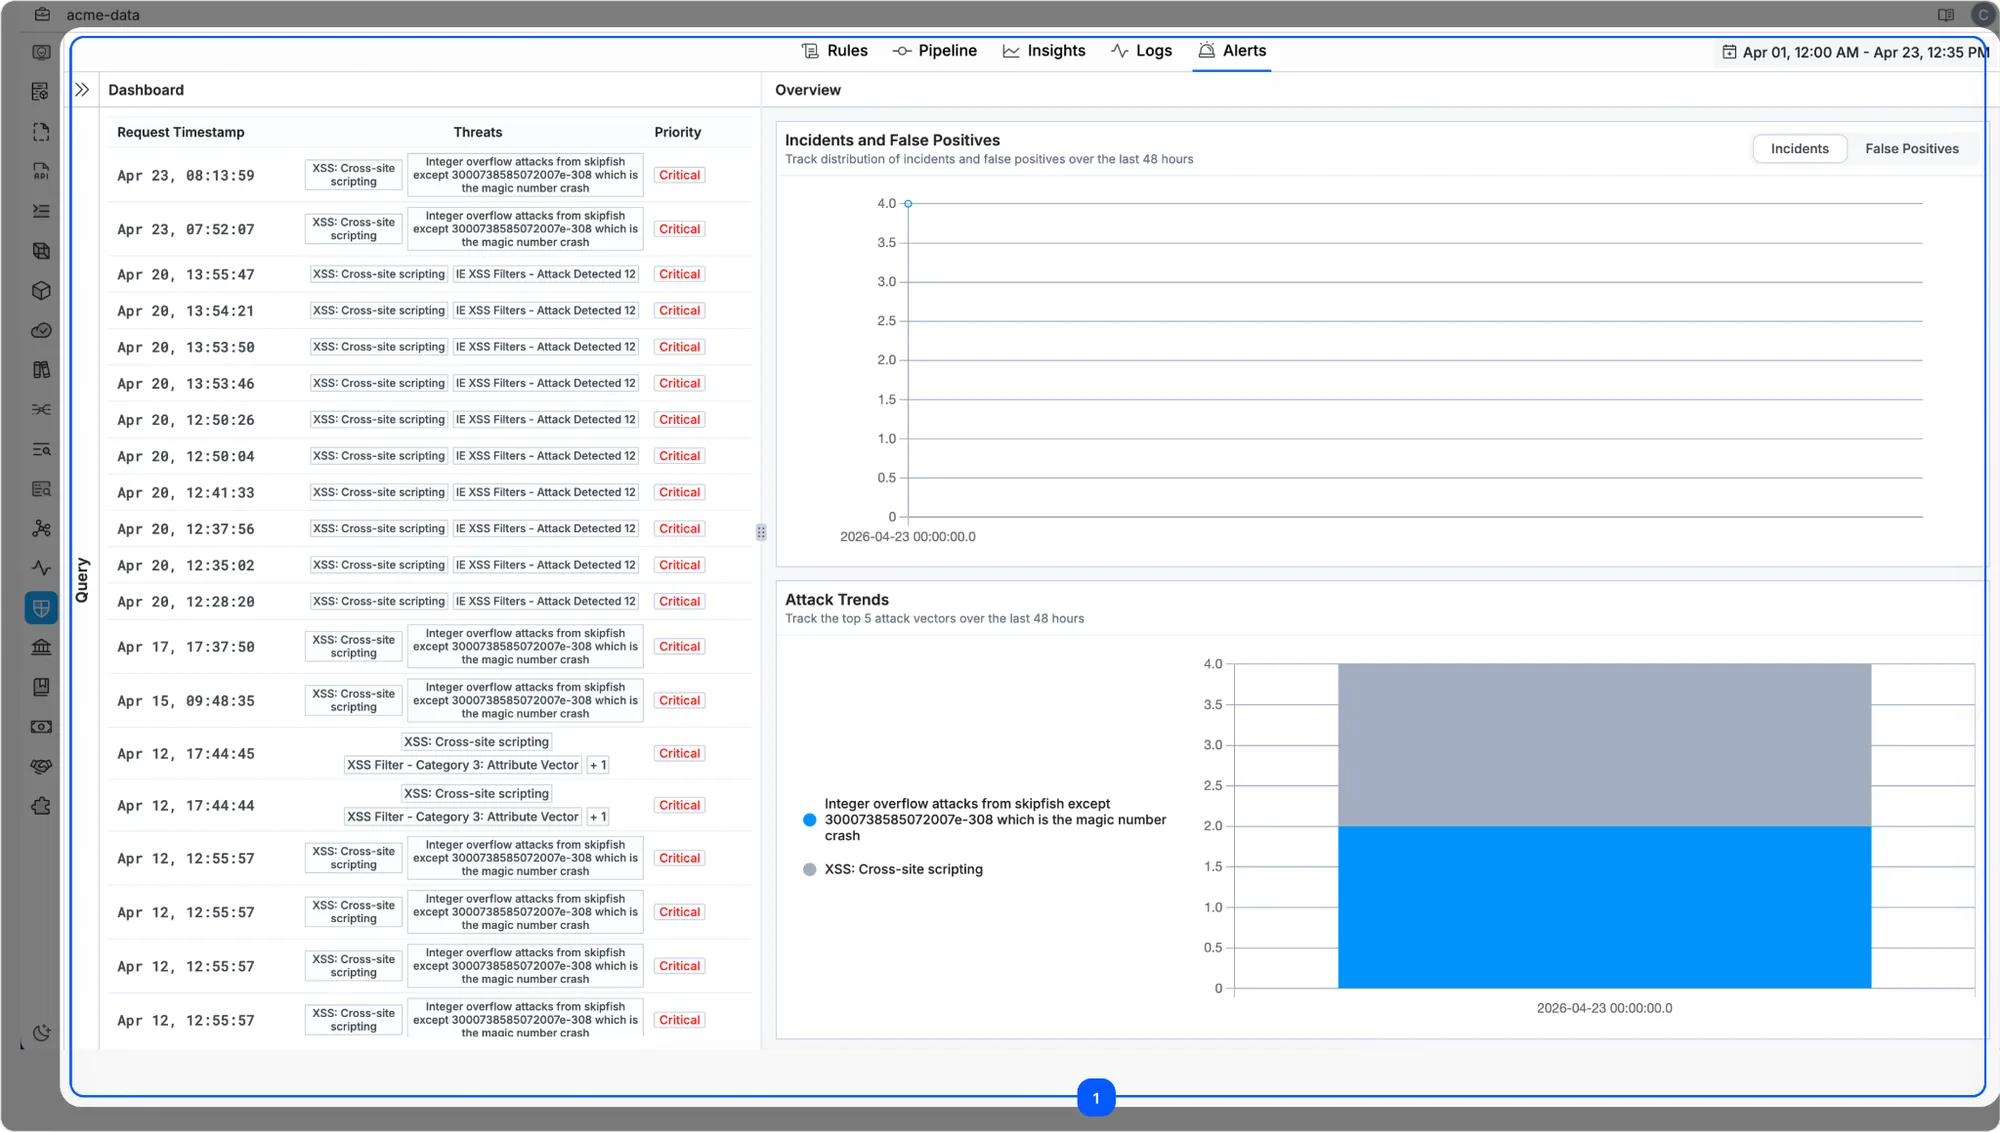 acme-data
C
Rules
Pipeline
Insights
Logs
Alerts
Apr 01, 12:00 AM - Apr 23, 12:35 PM
Dashboard
Overview
Query
Request Timestamp Threats Priority
Apr 23, 08:13:59 XSS: Cross-site scripting Integer overflow attacks from skipfish except 3000738585072007e-308 which is the magic number crash Critical
Apr 23, 07:52:07 XSS: Cross-site scripting Integer overflow attacks from skipfish except 3000738585072007e-308 which is the magic number crash Critical
Apr 20, 13:55:47 XSS: Cross-site scripting IE XSS Filters - Attack Detected 12 Critical
Apr 20, 13:54:21 XSS: Cross-site scripting IE XSS Filters - Attack Detected 12 Critical
Apr 20, 13:53:50 XSS: Cross-site scripting IE XSS Filters - Attack Detected 12 Critical
Apr 20, 13:53:46 XSS: Cross-site scripting IE XSS Filters - Attack Detected 12 Critical
Apr 20, 12:50:26 XSS: Cross-site scripting IE XSS Filters - Attack Detected 12 Critical
Apr 20, 12:50:04 XSS: Cross-site scripting IE XSS Filters - Attack Detected 12 Critical
Apr 20, 12:41:33 XSS: Cross-site scripting IE XSS Filters - Attack Detected 12 Critical
Apr 20, 12:37:56 XSS: Cross-site scripting IE XSS Filters - Attack Detected 12 Critical
Apr 20, 12:35:02 XSS: Cross-site scripting IE XSS Filters - Attack Detected 12 Critical
Apr 20, 12:28:20 XSS: Cross-site scripting IE XSS Filters - Attack Detected 12 Critical
Apr 17, 17:37:50 XSS: Cross-site scripting Integer overflow attacks from skipfish except 3000738585072007e-308 which is the magic number crash Critical
Apr 15, 09:48:35 XSS: Cross-site scripting Integer overflow attacks from skipfish except 3000738585072007e-308 which is the magic number crash Critical
Apr 12, 17:44:45 XSS: Cross-site scripting XSS Filter - Category 3: Attribute Vector + 1 Critical
Apr 12, 17:44:44 XSS: Cross-site scripting XSS Filter - Category 3: Attribute Vector + 1 Critical
Apr 12, 12:55:57 XSS: Cross-site scripting Integer overflow attacks from skipfish except 3000738585072007e-308 which is the magic number crash Critical
Apr 12, 12:55:57 XSS: Cross-site scripting Integer overflow attacks from skipfish except 3000738585072007e-308 which is the magic number crash Critical
Apr 12, 12:55:57 XSS: Cross-site scripting Integer overflow attacks from skipfish except 3000738585072007e-308 which is the magic number crash Critical
Apr 12, 12:55:57 XSS: Cross-site scripting Integer overflow attacks from skipfish except 3000738585072007e-308 which is the magic number crash Critical
Incidents and False Positives
Track distribution of incidents and false positives over the last 48 hours
Incidents
False Positives
4.0
3.5
3.0
2.5
2.0
1.5
1.0
0.5
0
2026-04-23 00:00:00.0
Attack Trends
Track the top 5 attack vectors over the last 48 hours
Integer overflow attacks from skipfish except
3000738585072007e-308 which is the magic number
crash
XSS: Cross-site scripting
4.0
3.5
3.0
2.5
2.0
1.5
1.0
0.5
0
2026-04-23 00:00:00.0
API
1